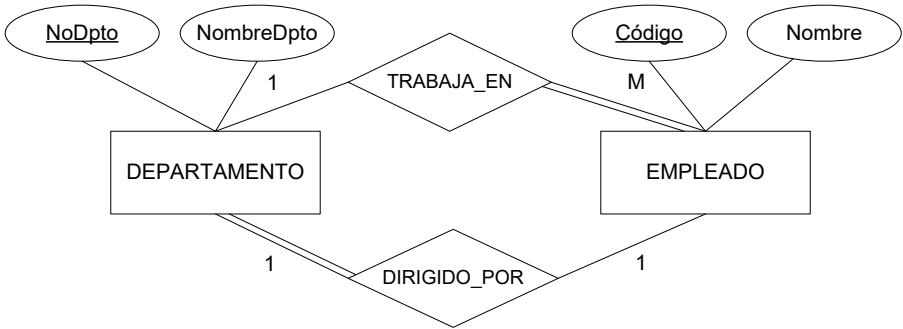 NoDpto
NombreDpto
Código
Nombre
1
TRABAJA_EN
M
DEPARTAMENTO
EMPLEADO
1
DIRIGIDO_POR
1